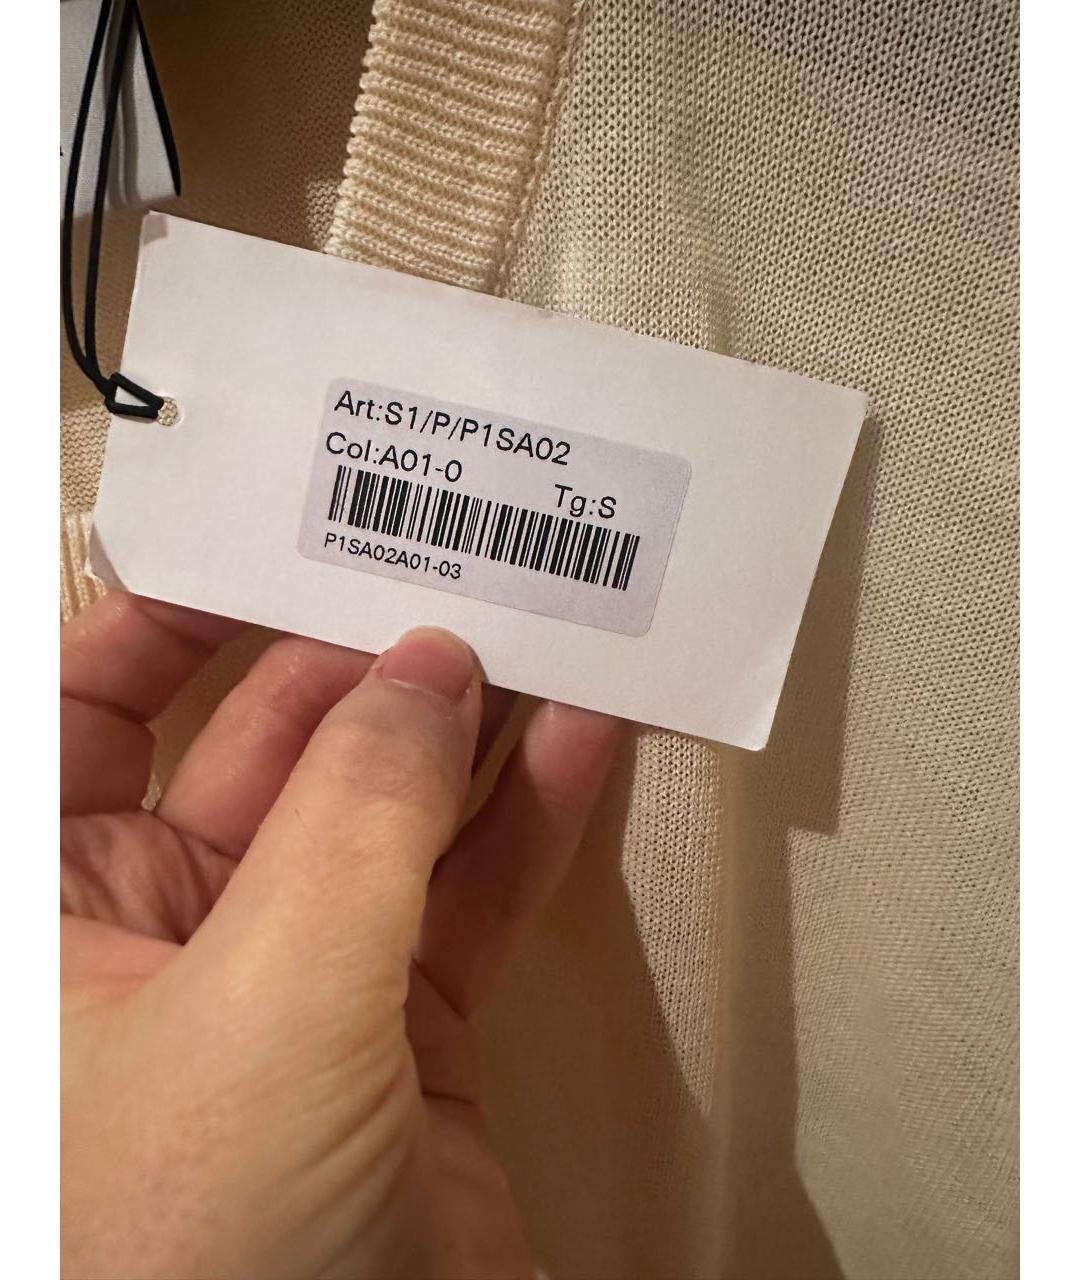 Art:S1/P/P1SA02
Col:A01-0
Tg:S
P1SA02A01-03